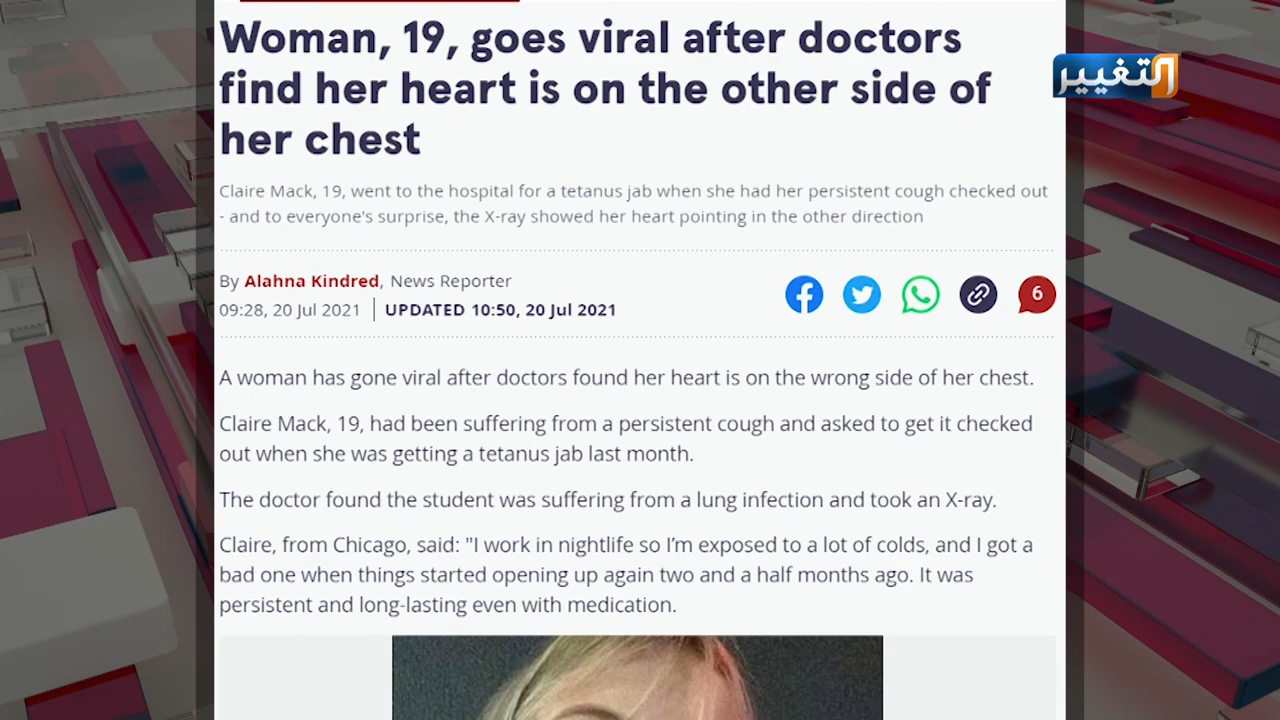 Woman, 19, goes viral after doctors
find her heart is on the other side of
her chest
التغيير
Claire Mack, 19, went to the hospital for a tetanus jab when she had her persistent cough checked out
- and to everyone's surprise, the X-ray showed her heart pointing in the other direction
By Alahna Kindred, News Reporter
09:28, 20 Jul 2021 | UPDATED 10:50, 20 Jul 2021
6
A woman has gone viral after doctors found her heart is on the wrong side of her chest.
Claire Mack, 19, had been suffering from a persistent cough and asked to get it checked
out when she was getting a tetanus jab last month.
The doctor found the student was suffering from a lung infection and took an X-ray.
Claire, from Chicago, said: "I work in nightlife so I’m exposed to a lot of colds, and I got a
bad one when things started opening up again two and a half months ago. It was
persistent and long-lasting even with medication.